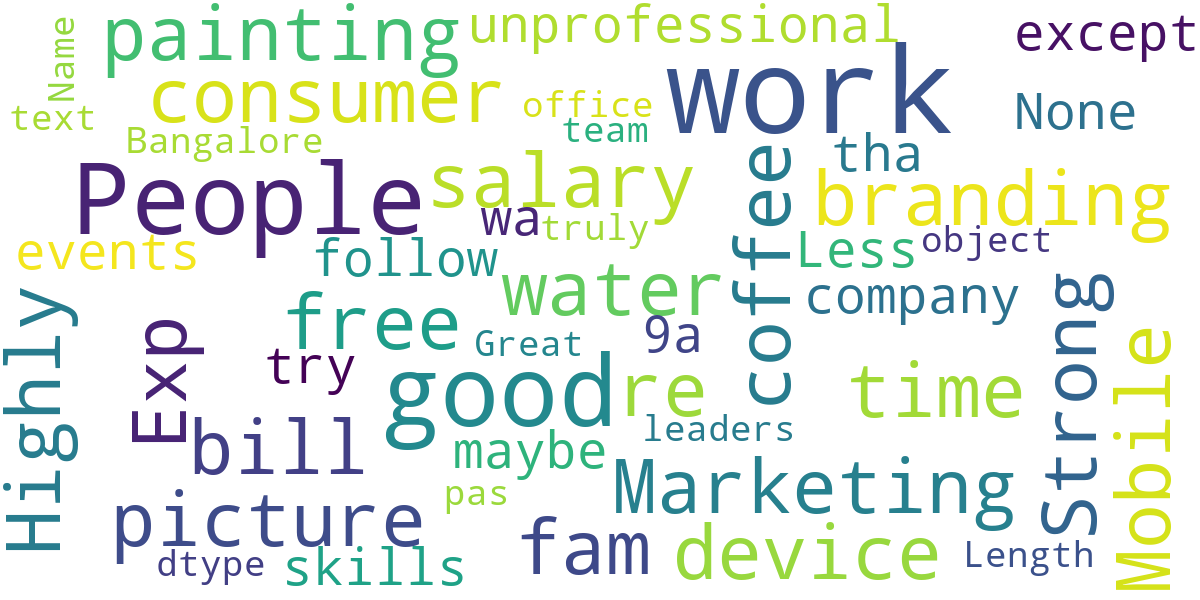 Name
painting
unprofessional
except
consumer
office
work
None
text
Bangalore
team
tha
People
salary
coffee
branding
wa
truly
Less
object
events
follow
water
company
Strong
Highly
Exp
free
Great
9a
try
good
re
time
Mobile
bill
maybe
leaders
Marketing
picture
pas
fam
device
Length
dtype
skills